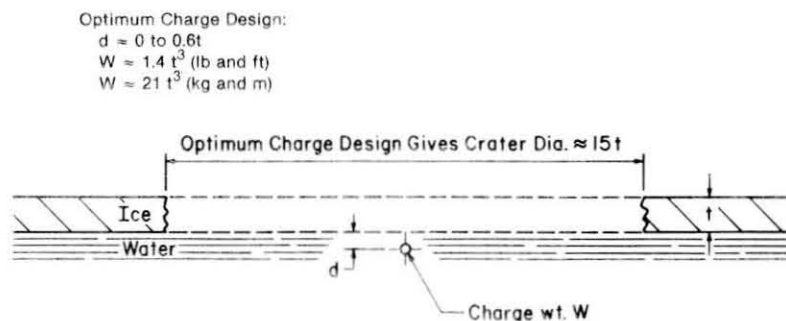 Optimum Charge Design:
d ≈ 0 to 0.6t
W ≈ 1.4 t³ (lb and ft)
W ≈ 21 t³ (kg and m)
Optimum Charge Design Gives Crater Dia. ≈ 15t
Ice
t
Water
d
Charge wt. W